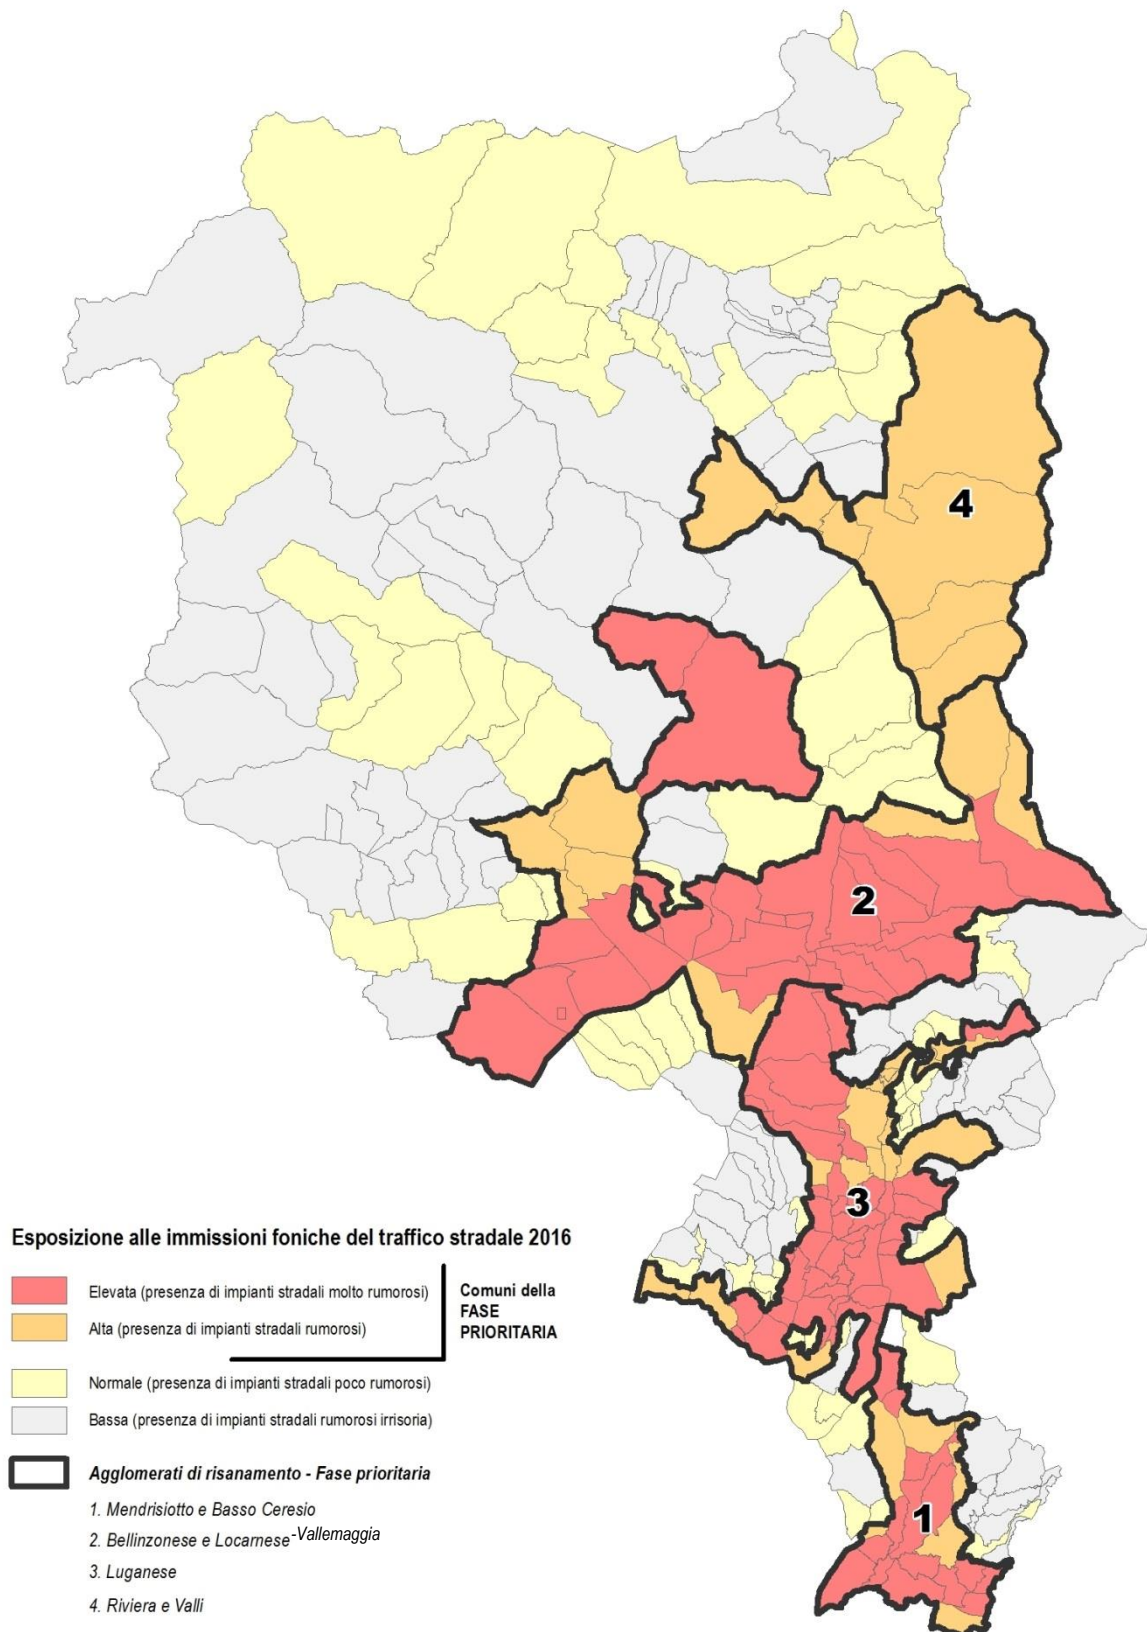 4
2
3
1
Esposizione alle immissioni foniche del traffico stradale 2016
Elevata (presenza di impianti stradali molto rumorosi)
Alta (presenza di impianti stradali rumorosi)
Comuni della
FASE
PRIORITARIA
Normale (presenza di impianti stradali poco rumorosi)
Bassa (presenza di impianti stradali rumorosi irrisoria)
Agglomerati di risanamento - Fase prioritaria
1. Mendrisiotto e Basso Ceresio
2. Bellinzonese e Locarnese-Vallemaggia
3. Luganese
4. Riviera e Valli